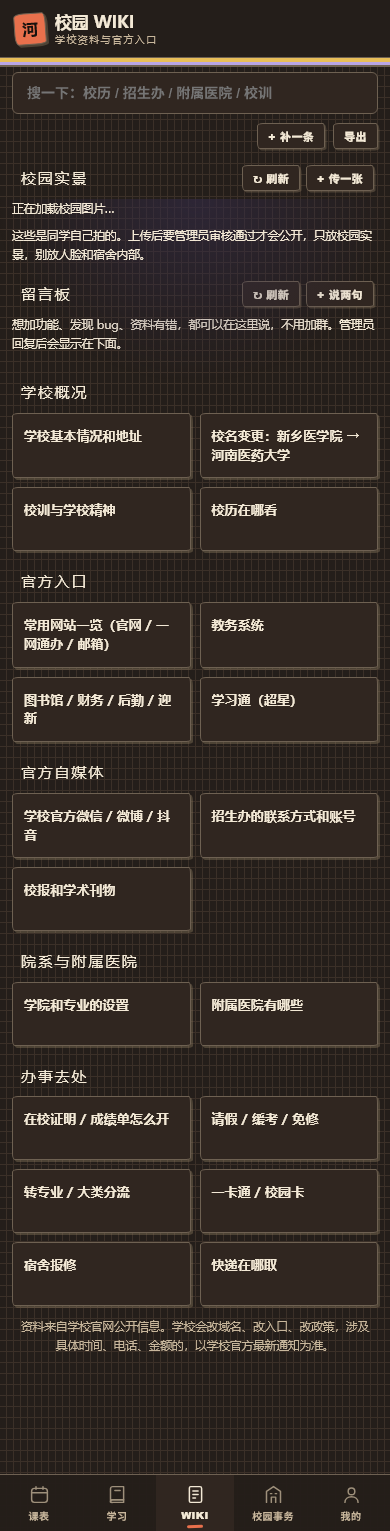 河
校园 WIKI
学校资料与官方入口
搜一下：校历 / 招生办 / 附属医院 / 校训
+ 补一条
导出
校园实景
↻ 刷新
+ 传一张
正在加载校园图片…
这些是同学自己拍的。上传后要管理员审核通过才会公开，只放校园实
景，别放人脸和宿舍内部。
留言板
↻ 刷新
+ 说两句
想加功能、发现 bug、资料有错，都可以在这里说，不用加群。管理员
回复后会显示在下面。
学校概况
学校基本情况和地址
校名变更：新乡医学院 →
河南医药大学
校训与学校精神
校历在哪看
官方入口
常用网站一览（官网 / 一
网通办 / 邮箱）
教务系统
图书馆 / 财务 / 后勤 / 迎
新
学习通（超星）
官方自媒体
学校官方微信 / 微博 / 抖
音
招生办的联系方式和账号
校报和学术刊物
院系与附属医院
学院和专业的设置
附属医院有哪些
办事去处
在校证明 / 成绩单怎么开
请假 / 缓考 / 免修
转专业 / 大类分流
一卡通 / 校园卡
宿舍报修
快递在哪取
资料来自学校官网公开信息。学校会改域名、改入口、改政策，涉及
具体时间、电话、金额的，以学校官方最新通知为准。
课表
学习
WIKI
校园事务
我的